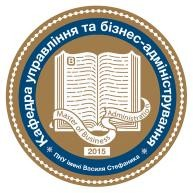 Кафедра управління та бізнес-адміністрування
B
Master of Business Administration
2015
ПНУ імені Василя Стефаника